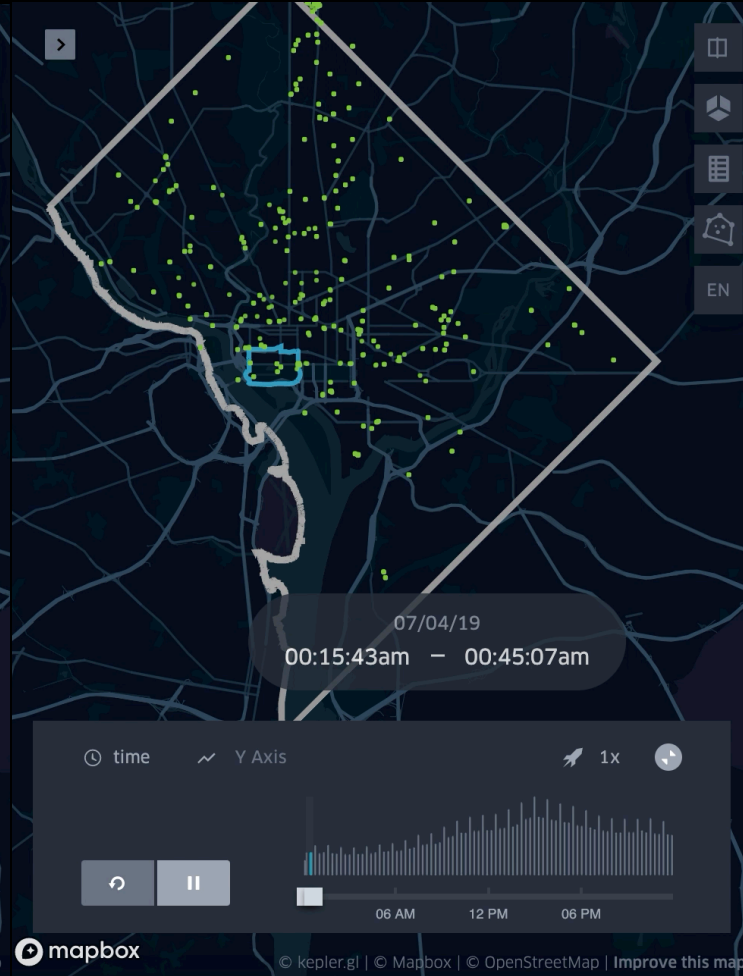 EN
07/04/19
00:15:43am – 00:45:07am
time Y Axis 1x
06 AM 12 PM 06 PM
mapbox
© kepler.gl | © Mapbox | © OpenStreetMap | Improve this map